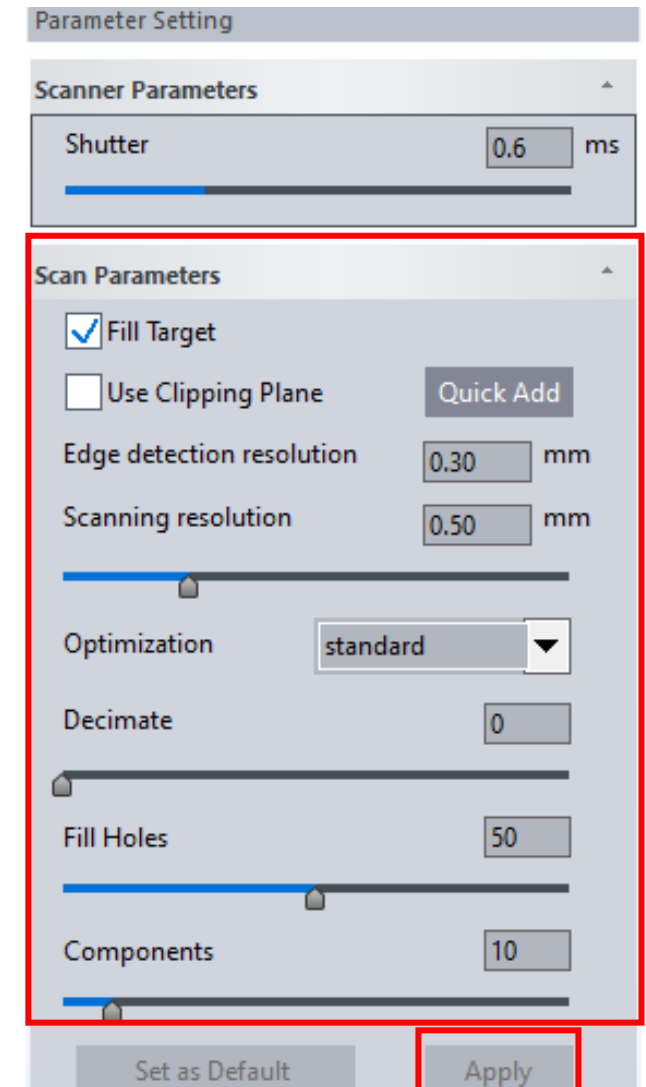 Parameter Setting
Scanner Parameters
Shutter 0.6 ms
Scan Parameters
Fill Target
Use Clipping Plane Quick Add
Edge detection resolution 0.30 mm
Scanning resolution 0.50 mm
Optimization standard
Decimate 0
Fill Holes 50
Components 10
Set as Default Apply